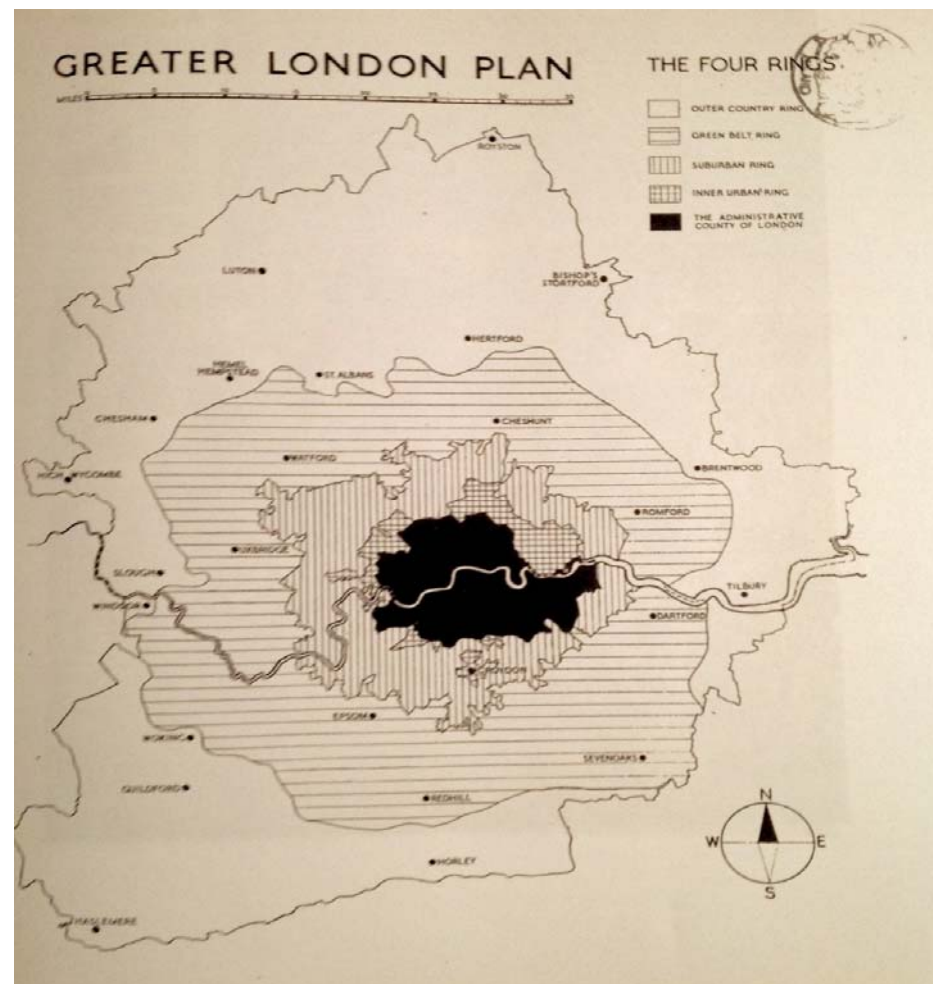 GREATER LONDON PLAN
MILES
THE FOUR RINGS.
OUTER COUNTRY RING
GREEN BELT RING
SUBURBAN RING
INNER URBAN RING
THE ADMINISTRATIVE
COUNTY OF LONDON
ROYSTON
LUTON
BISHOP'S
STORTFORD
HERTFORD
HEMEL
HEMPSTEAD
ST. ALBANS
CHESHAM
CHESHUNT
WATFORD
HIGH WYCOMBE
BRENTWOOD
ROMFORD
UXBRIDGE
SLOUGH
TILBURY
WINDSOR
DARTFORD
CROYDON
EPSOM
WOKING
SEVENOAKS
GUILDFORD
REDHILL
HORLEY
HASLEMERE
N
W E
S